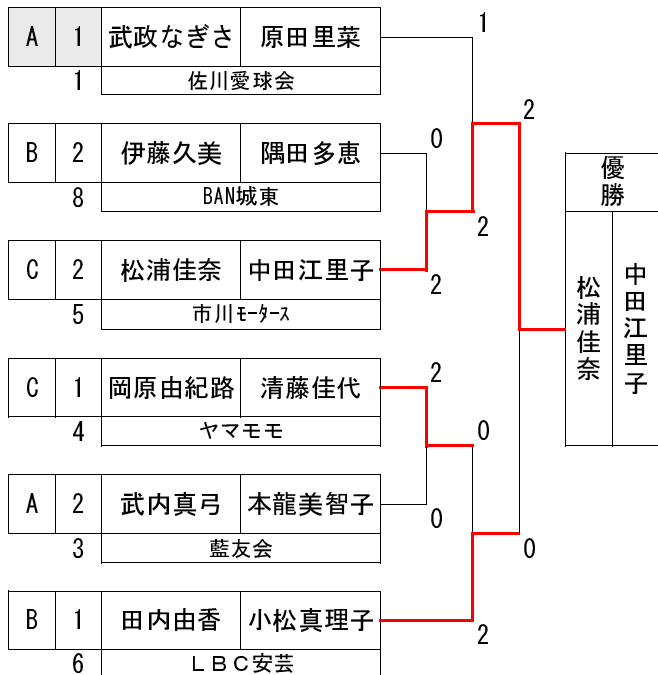 A 1 武政なぎさ 原田里菜
1 佐川愛球会
1
B 2 伊藤久美 隅田多恵
8 BAN城東
0
2
2
C 2 松浦佳奈 中田江里子
5 市川ﾓｰﾀｰｽ
2
優勝
松浦佳奈
中田江里子
C 1 岡原由紀路 清藤佳代
4 ヤマモモ
2
0
A 2 武内真弓 本龍美智子
3 藍友会
0
0
B 1 田内由香 小松真理子
6 ＬＢＣ安芸
2